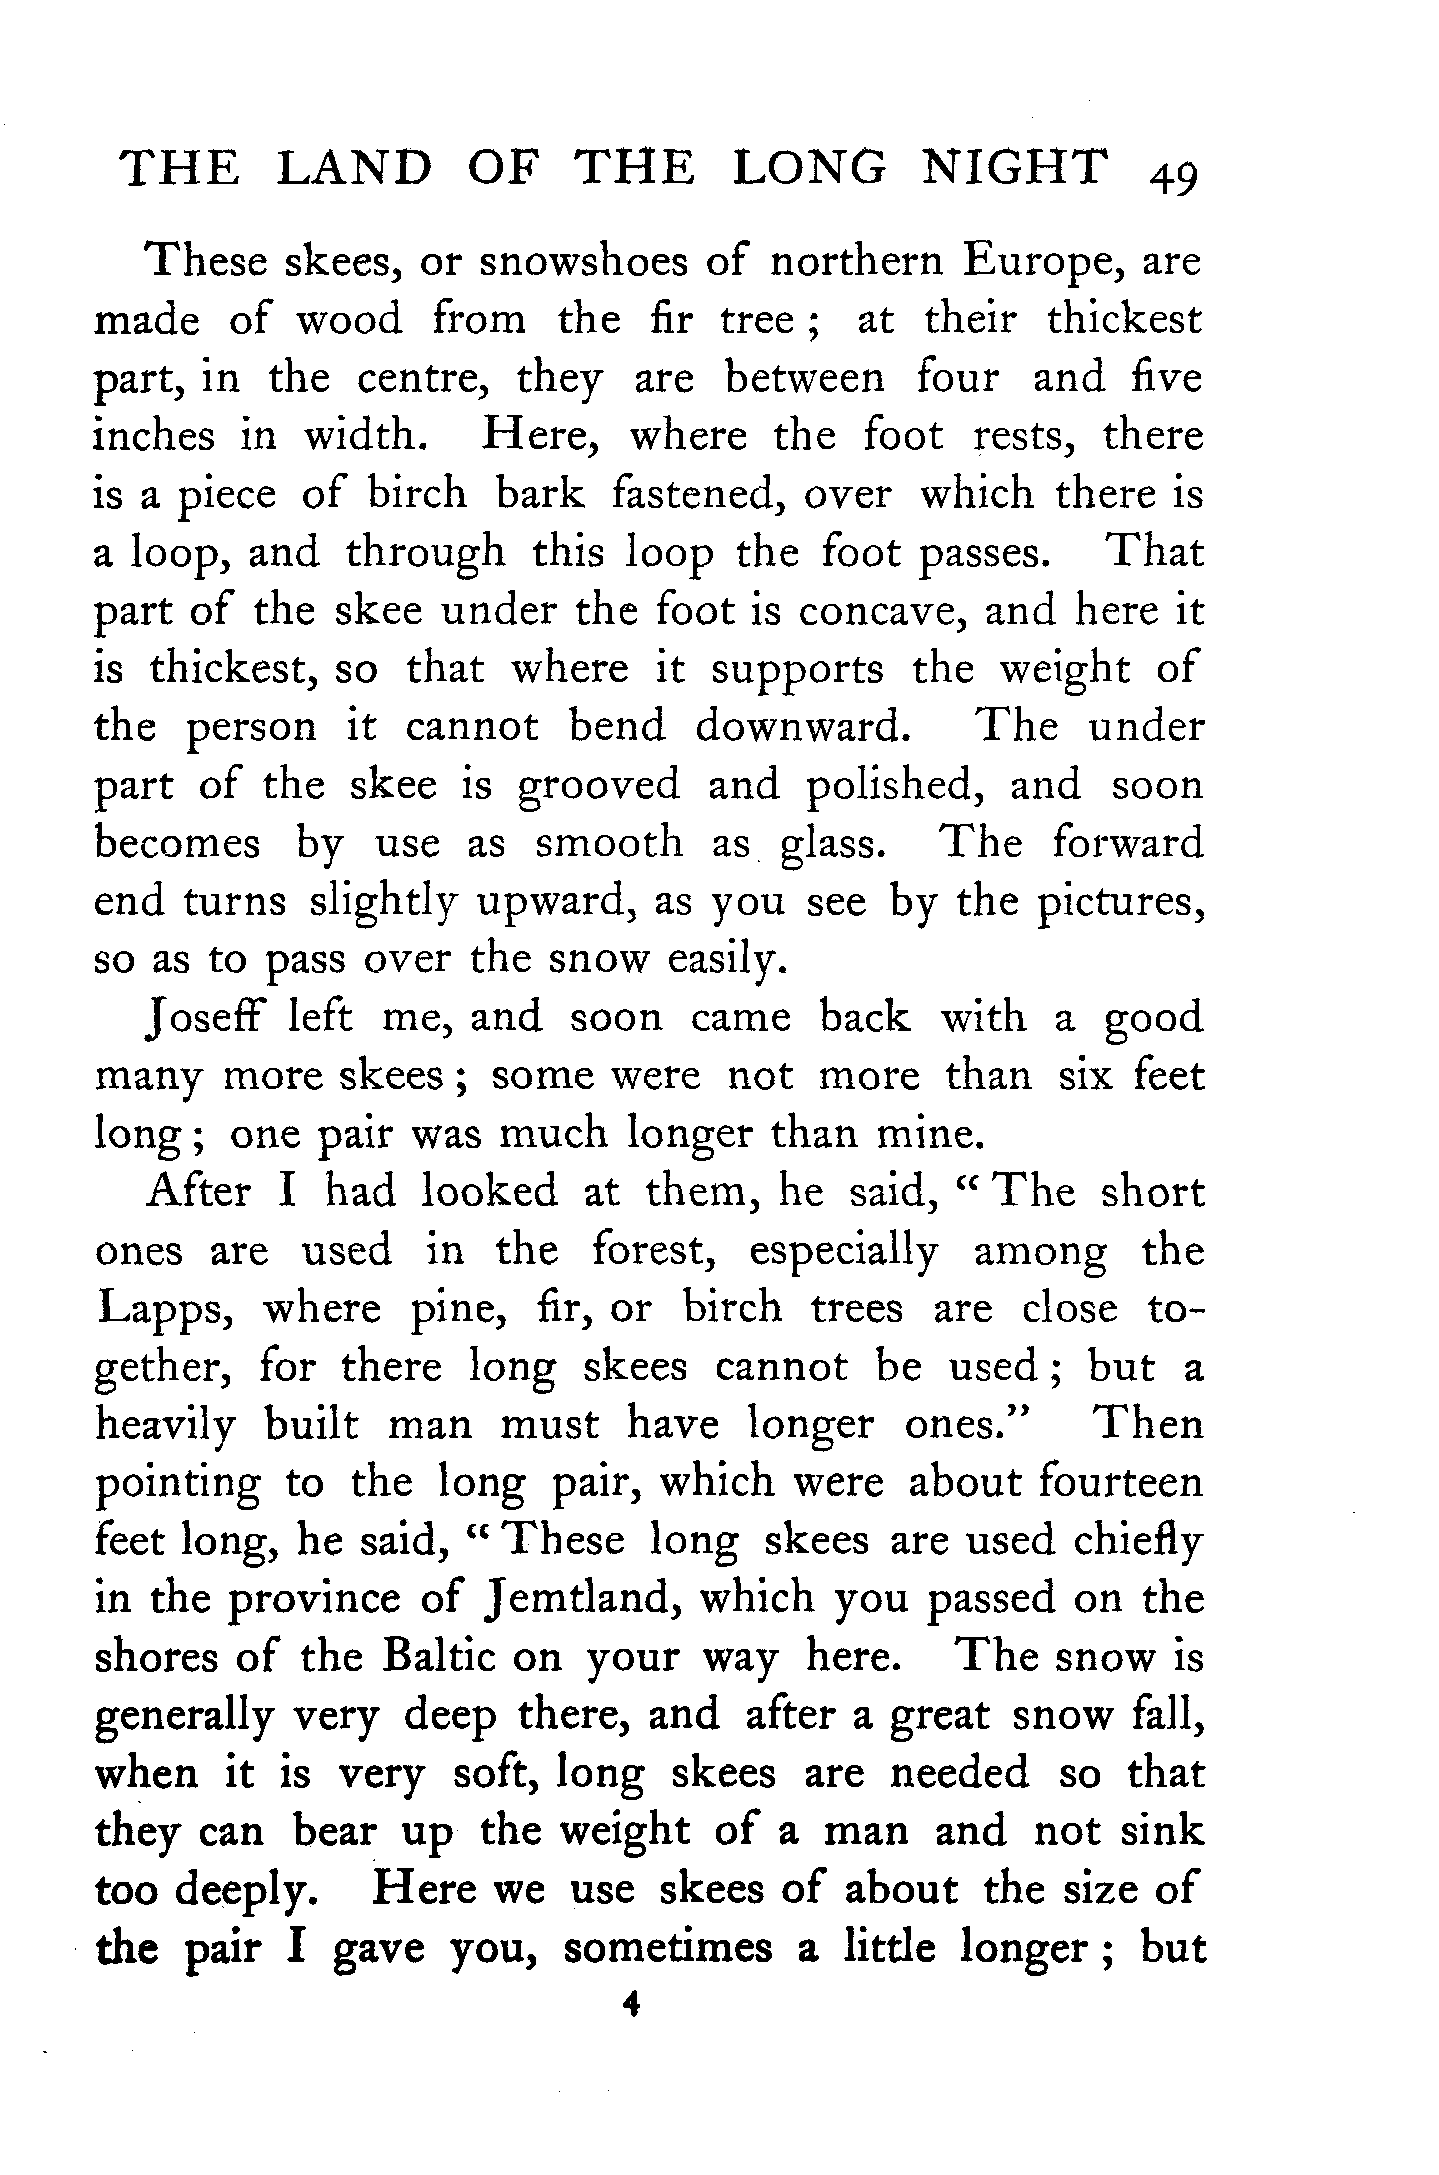 THE LAND OF THE LONG NIGHT 49
These skees, or snowshoes of northern Europe, are
made of wood from the fir tree ; at their thickest
part, in the centre, they are between four and five
inches in width. Here, where the foot rests, there
is a piece of birch bark fastened, over which there is
a loop, and through this loop the foot passes. That
part of the skee under the foot is concave, and here it
is thickest, so that where it supports the weight of
the person it cannot bend downward. The under
part of the skee is grooved and polished, and soon
becomes by use as smooth as glass. The forward
end turns slightly upward, as you see by the pictures,
so as to pass over the snow easily.
Joseff left me, and soon came back with a good
many more skees ; some were not more than six feet
long ; one pair was much longer than mine.
After I had looked at them, he said, “ The short
ones are used in the forest, especially among the
Lapps, where pine, fir, or birch trees are close to-
gether, for there long skees cannot be used ; but a
heavily built man must have longer ones.” Then
pointing to the long pair, which were about fourteen
feet long, he said, “ These long skees are used chiefly
in the province of Jemtland, which you passed on the
shores of the Baltic on your way here. The snow is
generally very deep there, and after a great snow fall,
when it is very soft, long skees are needed so that
they can bear up the weight of a man and not sink
too deeply. Here we use skees of about the size of
the pair I gave you, sometimes a little longer ; but
4